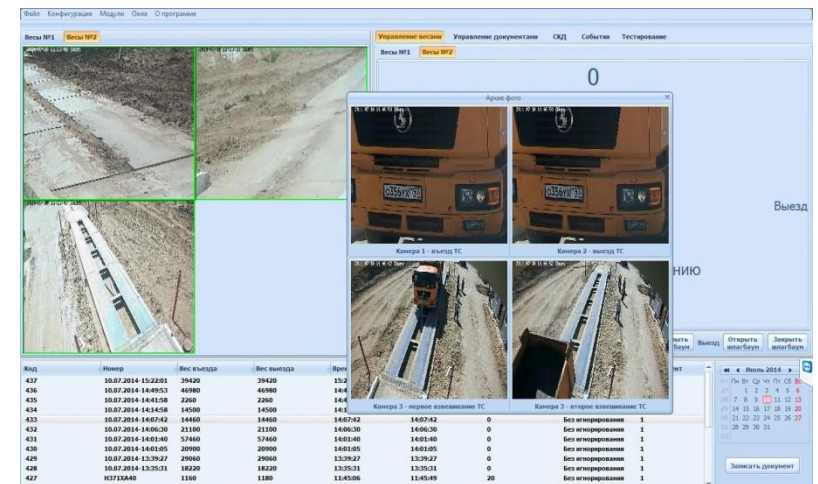 Файл Конфигурация Модули Окна О программе
Весы №1 Весы №2
Управление весами Управление документами СКД События Тестирование
Весы №1 Весы №2
0
Архив фото
Выезд
Камера 1 - въезд ТС
Камера 2 - выезд ТС
нию
Выезд
Открыть шлагбаум
Закрыть шлагбаум
Камера 3 - первое взвешивание ТС
Камера 3 - второе взвешивание ТС
Код Номер Вес въезда Вес выезда
437 10.07.2014-15:22:01 39420 39420
436 10.07.2014-14:49:53 46980 46980
435 10.07.2014-14:41:58 2260 2260
434 10.07.2014-14:14:58 14500 14500
433 10.07.2014-14:07:42 14460 14460 14:07:42 14:07:42 0 Без игнорирования 1
432 10.07.2014-14:06:30 21100 21100 14:06:30 14:06:30 0 Без игнорирования 1
431 10.07.2014-14:01:40 57460 57460 14:01:40 14:01:40 0 Без игнорирования 1
430 10.07.2014-14:01:05 20900 20900 14:01:05 14:01:05 0 Без игнорирования 1
429 10.07.2014-13:39:27 29060 29060 13:39:27 13:39:27 0 Без игнорирования 1
428 10.07.2014-13:35:31 18220 18220 13:35:31 13:35:31 0 Без игнорирования 1
427 Н371ХА40 1160 1180 11:45:06 11:45:49 20 Без игнорирования 1
Июль 2014
Пн Вт Ср Чт Пт Сб Вс
1 2 3 4 5 6
7 8 9 10 11 12 13
14 15 16 17 18 19 20
21 22 23 24 25 26 27
28 29 30 31
Записать документ